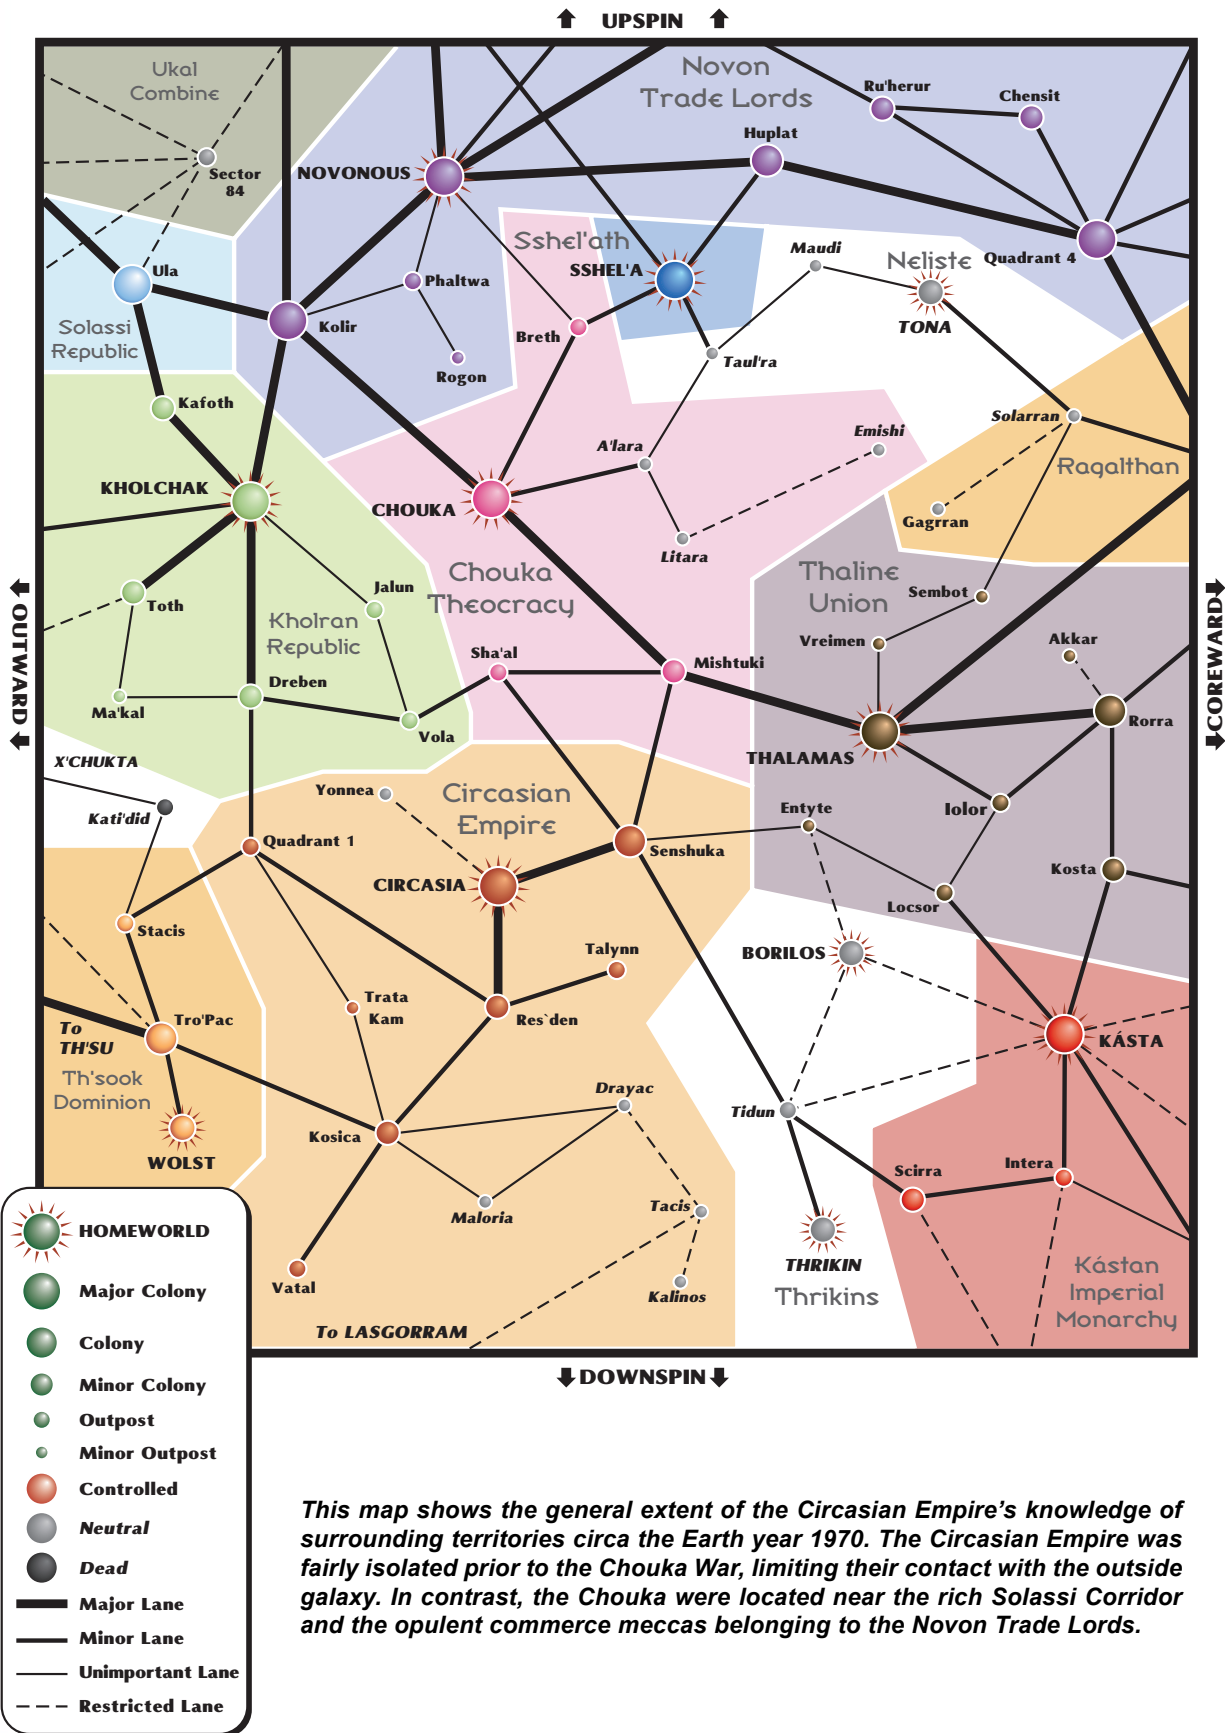 UPSPIN
Ukal
Combine
Novon
Trade Lords
Ru'herur
Chensit
Huplat
Sector
84
NOVONOUS
Sshel'ath
SSHEL'A
Maudi
Neliste
Quadrant 4
Ula
Phaltwa
TONA
Solassi
Republic
Kolir
Breth
Taul'ra
Rogon
Kafoth
Solarran
A'lara
Emishi
Ragalthan
KHOLCHAK
CHOUKA
Gagrran
Litara
Chouka
Theocracy
Thaline
Union
OUTWARD
COREWARD
Toth
Jalun
Sembot
Kholran
Republic
Vreimen
Akkar
Sha'al
Mishtuki
Dreben
Ma'kal
Vola
Rorra
THALAMAS
X'CHUKTA
Yonnea
Circasian
Empire
Entyte
Iolor
Kati'did
Quadrant 1
Senshuka
Kosta
CIRCASIA
Locsor
Stacis
Talynn
BORILOS
Trata
Kam
Res`den
Tro'Pac
To
TH'SU
KÁSTA
Th'sook
Dominion
Drayac
Tidun
Kosica
WOLST
Scirra
Intera
Maloria
Tacis
THRIKIN
Thrikins
Kástan
Imperial
Monarchy
Vatal
Kalinos
To LASGORRAM
DOWNSPIN
HOMEWORLD
Major Colony
Colony
Minor Colony
Outpost
Minor Outpost
Controlled
Neutral
Dead
Major Lane
Minor Lane
Unimportant Lane
Restricted Lane
This map shows the general extent of the Circasian Empire's knowledge of
surrounding territories circa the Earth year 1970. The Circasian Empire was
fairly isolated prior to the Chouka War, limiting their contact with the outside
galaxy. In contrast, the Chouka were located near the rich Solassi Corridor
and the opulent commerce meccas belonging to the Novon Trade Lords.